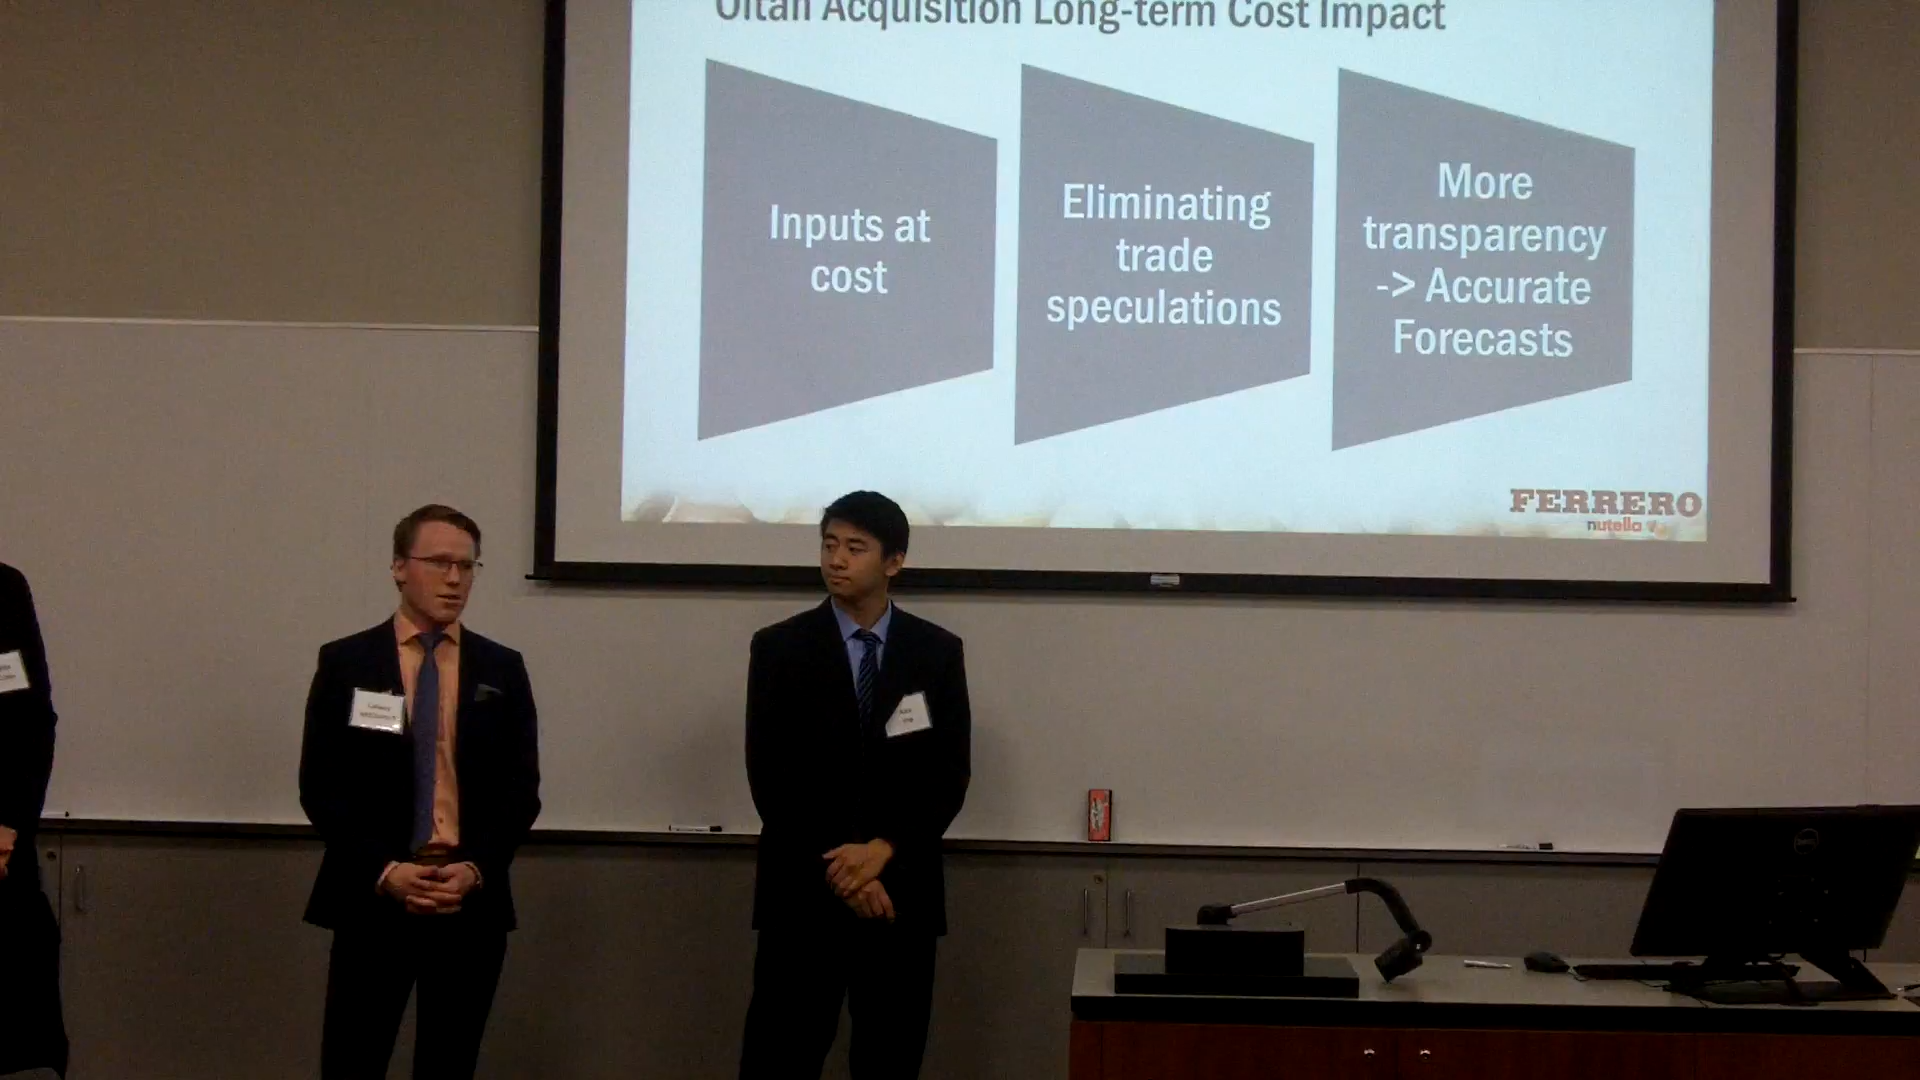 Oltan Acquisition Long-term Cost Impact
Inputs at
cost
Eliminating
trade
speculations
More
transparency
-> Accurate
Forecasts
FERRERO
nutella